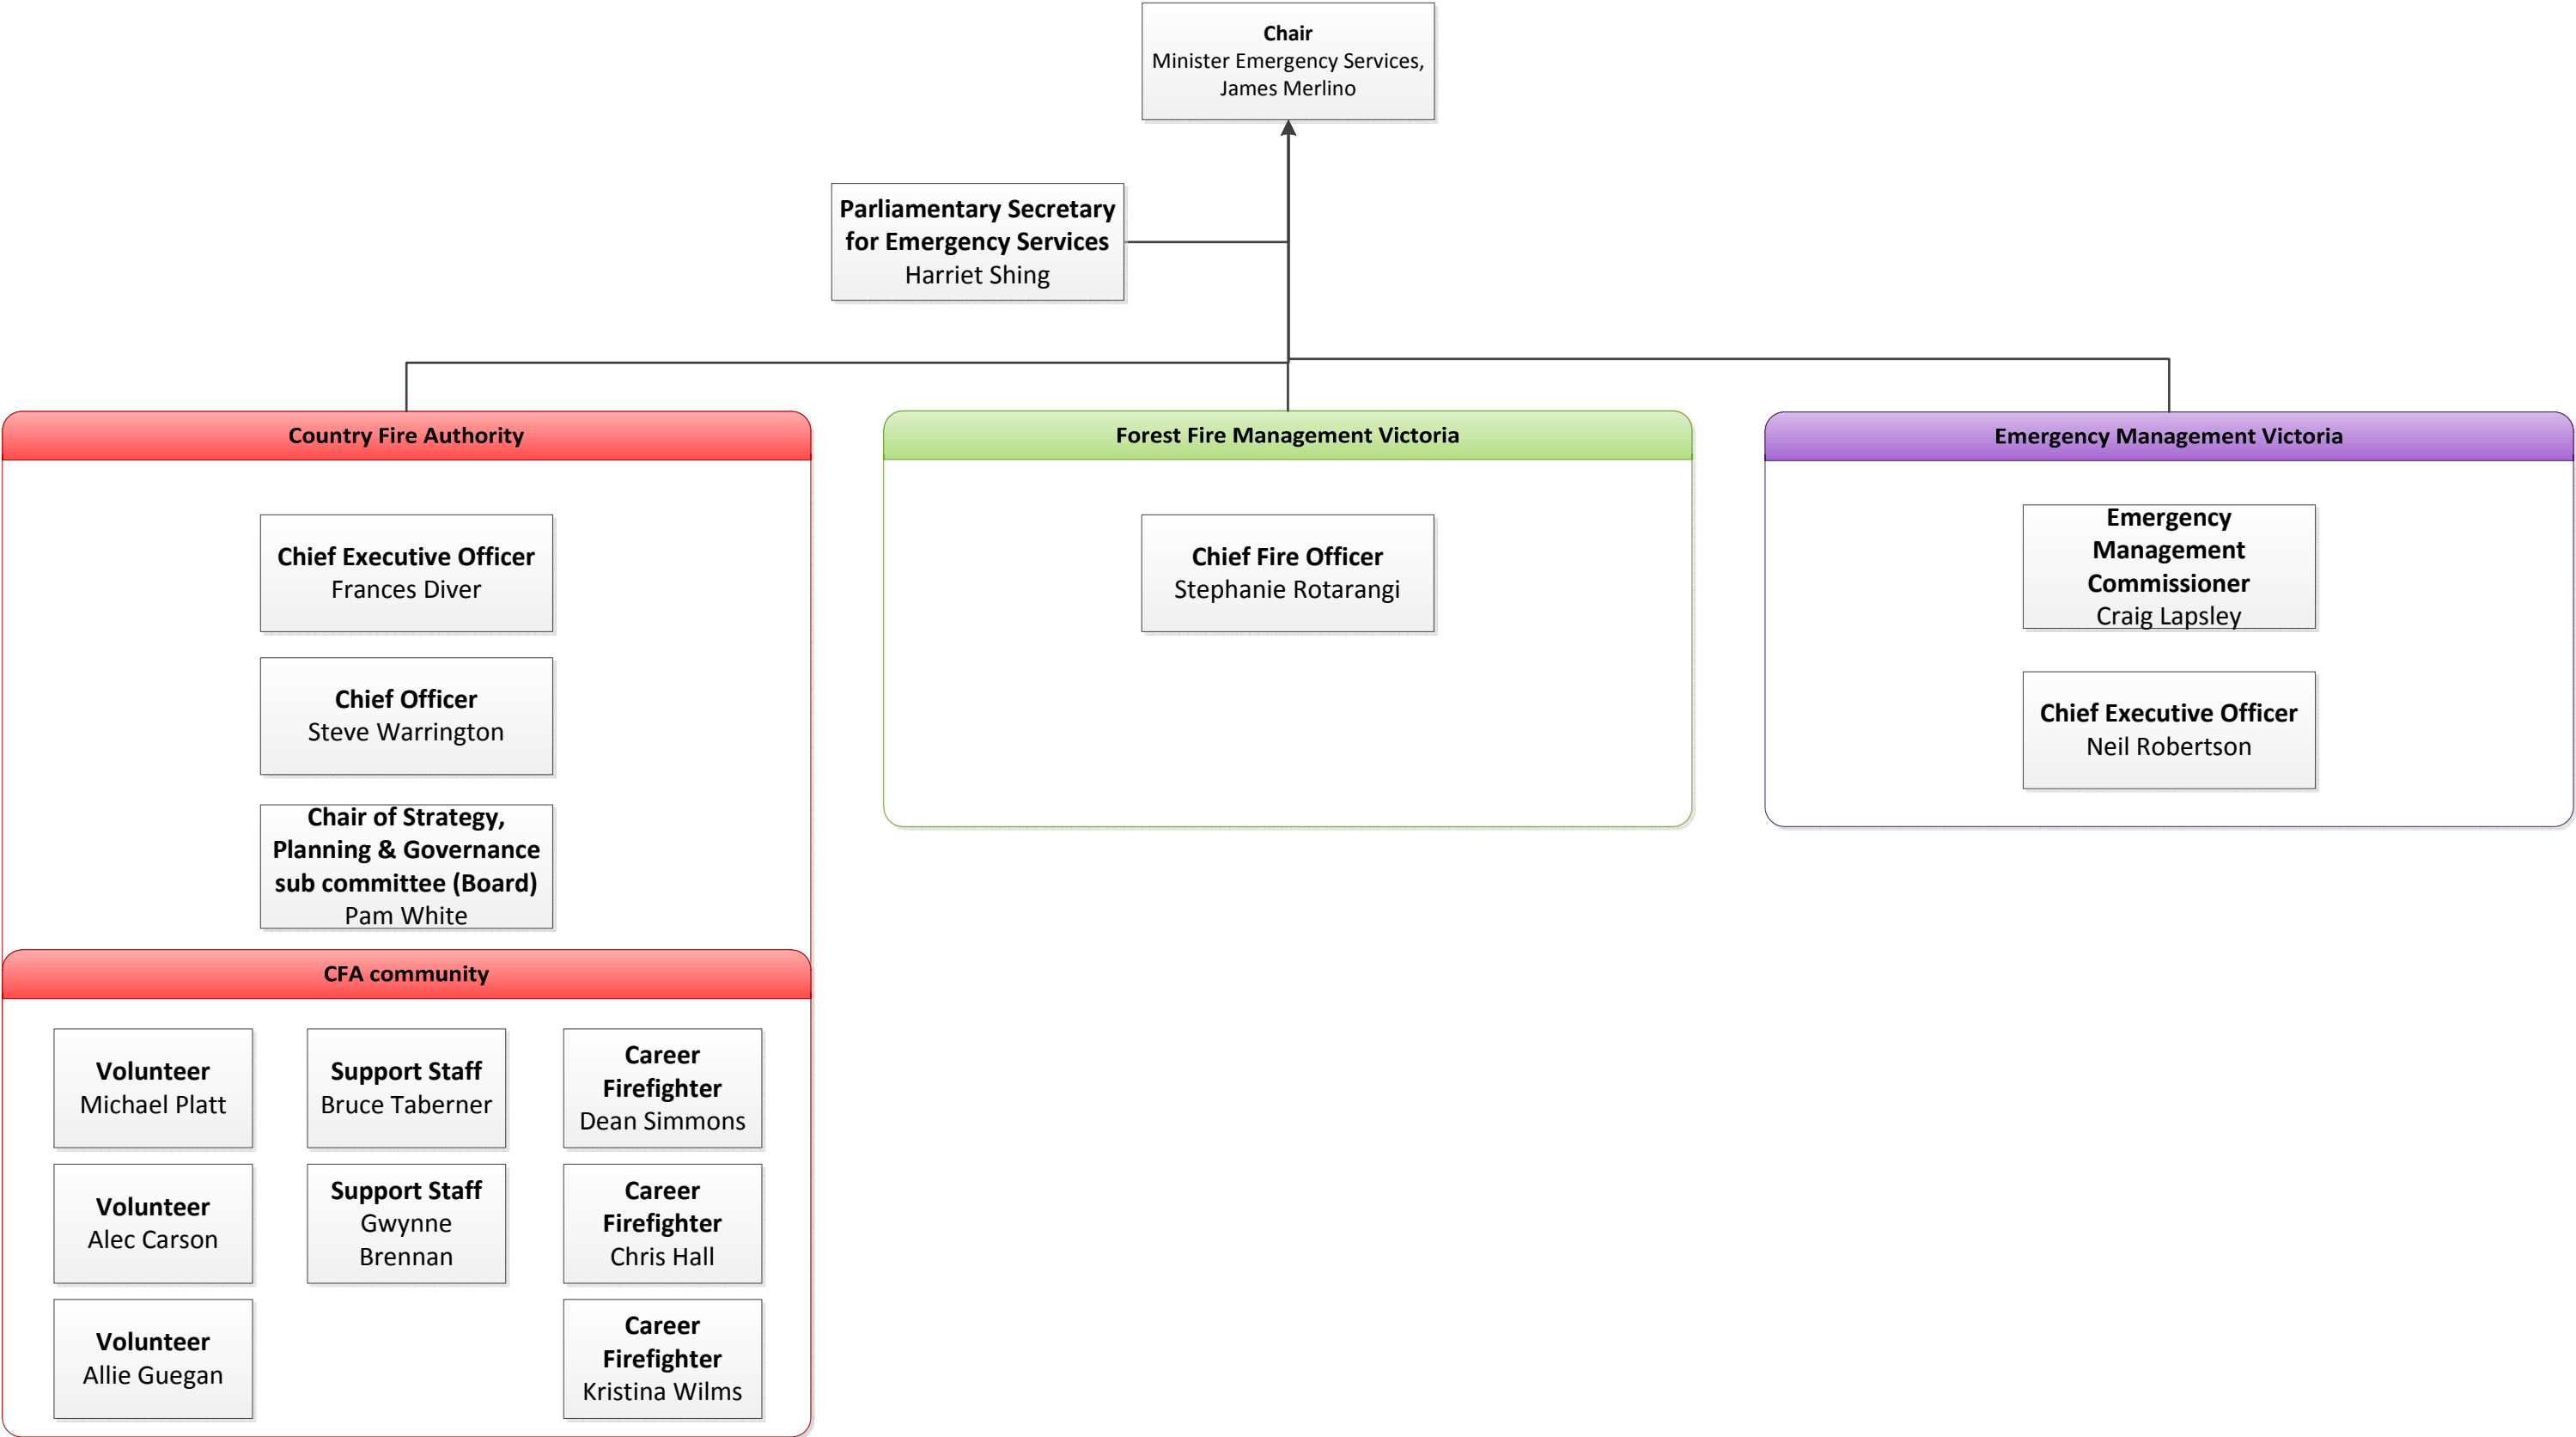 Chair
Minister Emergency Services,
James Merlino
Parliamentary Secretary
for Emergency Services
Harriet Shing
Country Fire Authority
Chief Executive Officer
Frances Diver
Chief Officer
Steve Warrington
Chair of Strategy,
Planning & Governance
sub committee (Board)
Pam White
CFA community
Volunteer
Michael Platt
Support Staff
Bruce Taberner
Career
Firefighter
Dean Simmons
Volunteer
Alec Carson
Support Staff
Gwynne
Brennan
Career
Firefighter
Chris Hall
Volunteer
Allie Guegan
Career
Firefighter
Kristina Wilms
Forest Fire Management Victoria
Chief Fire Officer
Stephanie Rotarangi
Emergency Management Victoria
Emergency
Management
Commissioner
Craig Lapsley
Chief Executive Officer
Neil Robertson